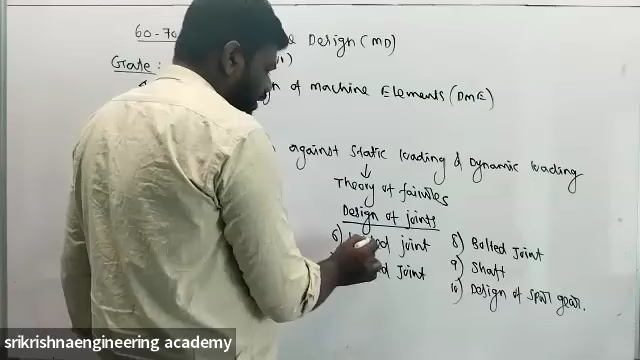 60-70 Design (MD)
Gate :
of Machine Elements (DME)
against Static loading & Dynamic loading
Theory of failures
Design of joints
6) joint 8) Bolted Joint
Joint 9) Shaft
10) Design of Spur gear.
srikrishnaengineering academy